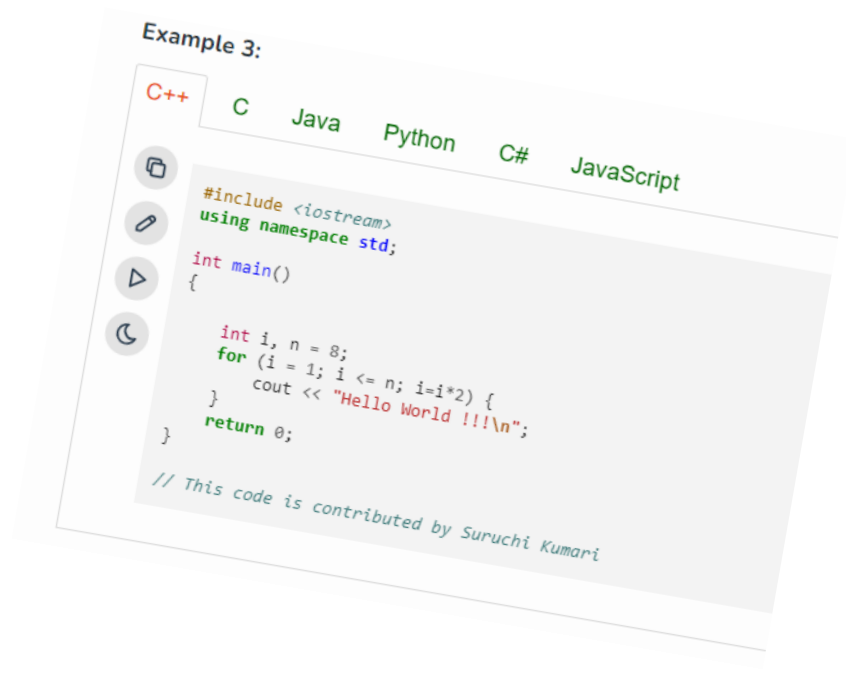 Example 3:
C++ C Java Python C# JavaScript
#include <iostream>
using namespace std;
int main()
{
int i, n = 8;
for (i = 1; i <= n; i=i*2) {
cout << "Hello World !!!\n";
}
return 0;
}
// This code is contributed by Suruchi Kumari